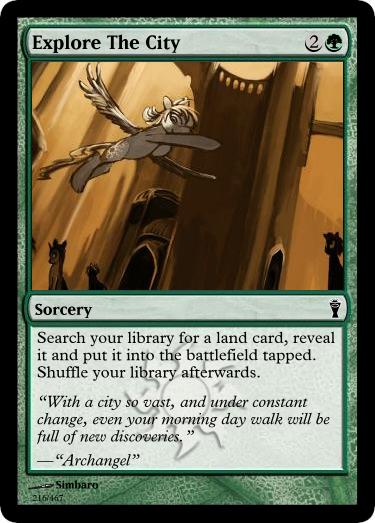 Explore The City 2
Sorcery
Search your library for a land card, reveal
it and put it into the battlefield tapped.
Shuffle your library afterwards.
“With a city so vast, and under constant
change, even your morning day walk will be
full of new discoveries.”
—“Archangel”
Simbaro
216/467